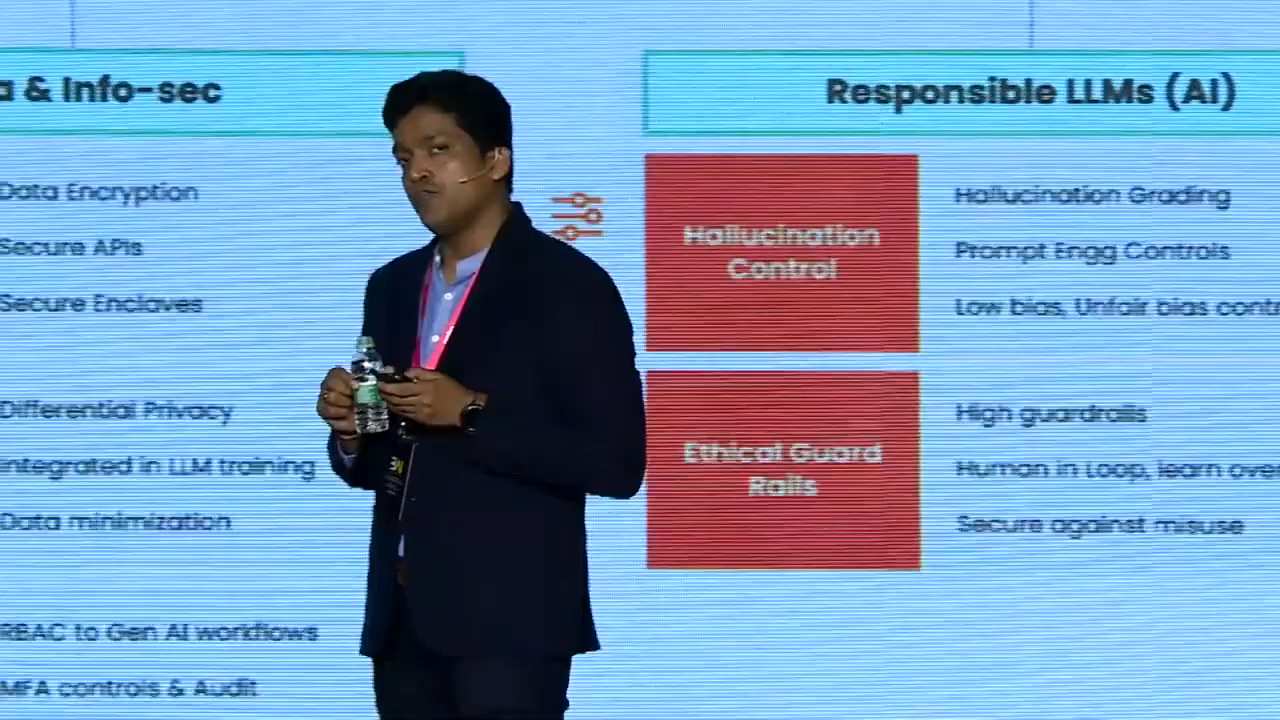 a & Info-sec
Data Encryption
Secure APIs
Secure Enclaves
Differential Privacy
Integrated in LLM training
Data minimization
RBAC to Gen AI workflows
MFA controls & Audit
Responsible LLMs (AI)
Hallucination
Control
Hallucination Grading
Prompt Engg Controls
Low bias, Unfair bias contr
Ethical Guard
Rails
High guardrails
Human in Loop, learn over
Secure against misuse